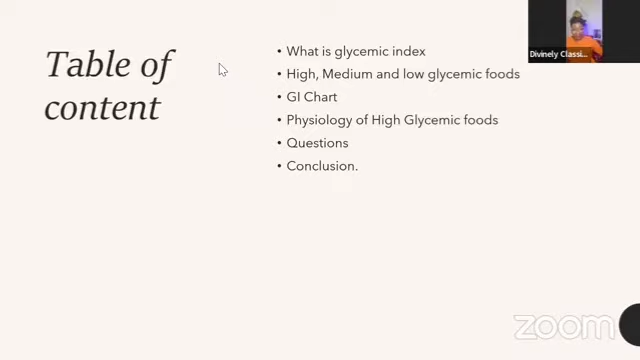 Table of
content
• What is glycemic index
• High, Medium and low glycemic foods
• GI Chart
• Physiology of High Glycemic foods
• Questions
• Conclusion.
Divinely Classi...
zoom